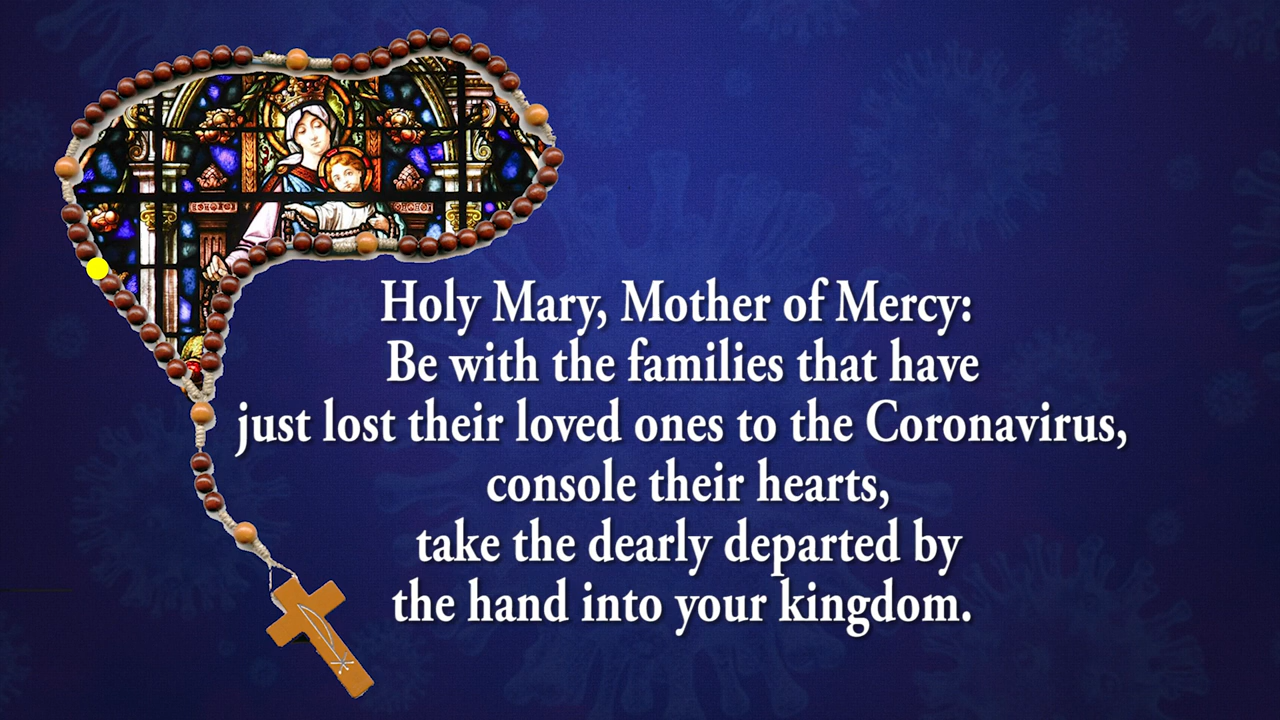 Holy Mary, Mother of Mercy:
Be with the families that have
just lost their loved ones to the Coronavirus,
console their hearts,
take the dearly departed by
the hand into your kingdom.